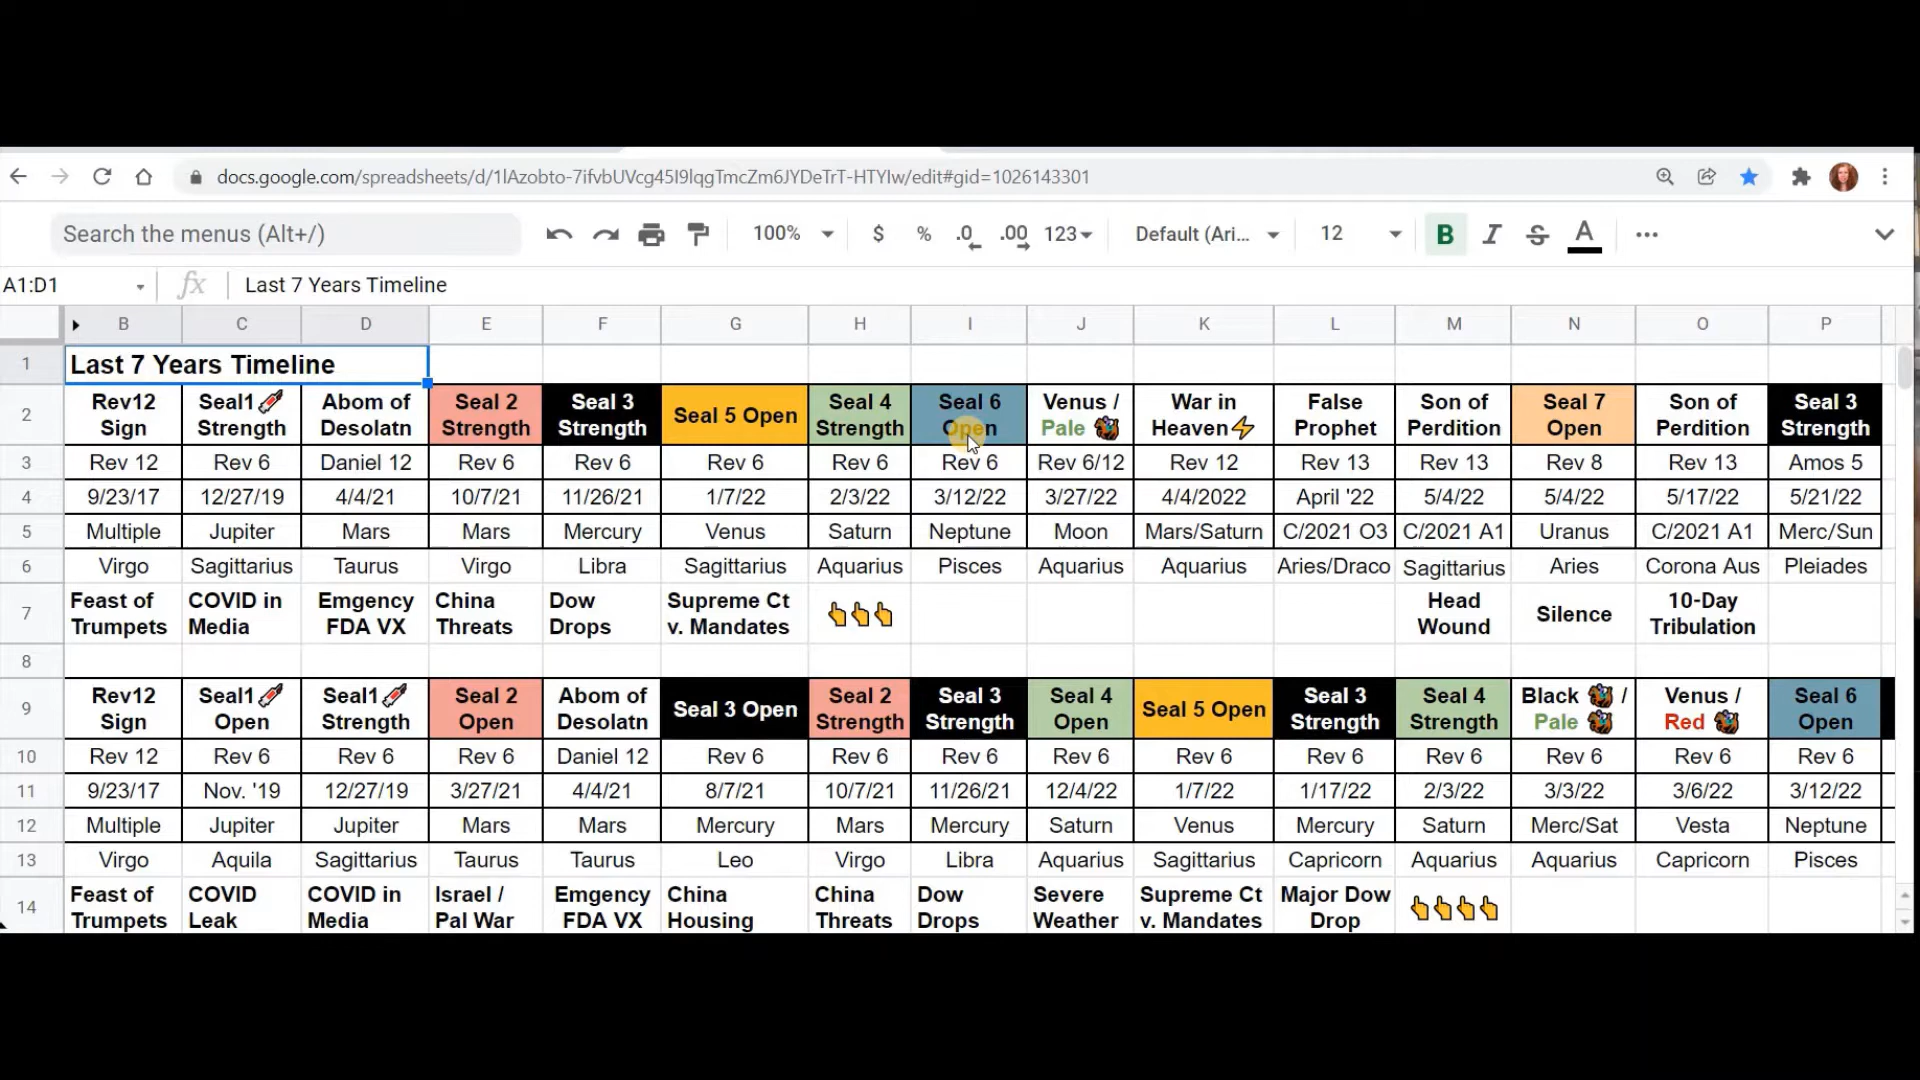 docs.google.com/spreadsheets/d/1lAzobto-7ifvbUVcg45I9lqgTmcZm6JYDeTrT-HTYIw/edit#gid=1026143301
Search the menus (Alt+/) 100% $ % .0 .00 123 Default (Ari... 12 B I S A
A1:D1 fx Last 7 Years Timeline
B C D E F G H I J K L M N O P
1 Last 7 Years Timeline
2 Rev12 Sign Seal1 Strength Abom of Desolatn Seal 2 Strength Seal 3 Strength Seal 5 Open Seal 4 Strength Seal 6 Open Venus / Pale War in Heaven⚡ False Prophet Son of Perdition Seal 7 Open Son of Perdition Seal 3 Strength
3 Rev 12 Rev 6 Daniel 12 Rev 6 Rev 6 Rev 6 Rev 6 Rev 6 Rev 6/12 Rev 12 Rev 13 Rev 13 Rev 8 Rev 13 Amos 5
4 9/23/17 12/27/19 4/4/21 10/7/21 11/26/21 1/7/22 2/3/22 3/12/22 3/27/22 4/4/2022 April '22 5/4/22 5/4/22 5/17/22 5/21/22
5 Multiple Jupiter Mars Mars Mercury Venus Saturn Neptune Moon Mars/Saturn C/2021 O3 C/2021 A1 Uranus C/2021 A1 Merc/Sun
6 Virgo Sagittarius Taurus Virgo Libra Sagittarius Aquarius Pisces Aquarius Aquarius Aries/Draco Sagittarius Aries Corona Aus Pleiades
7 Feast of Trumpets COVID in Media Emgency FDA VX China Threats Dow Drops Supreme Ct v. Mandates 👆👆👆 Head Wound Silence 10-Day Tribulation
8
9 Rev12 Sign Seal1 Open Seal1 Strength Seal 2 Open Abom of Desolatn Seal 3 Open Seal 2 Strength Seal 3 Strength Seal 4 Open Seal 5 Open Seal 3 Strength Seal 4 Strength Black / Pale Venus / Red Seal 6 Open
10 Rev 12 Rev 6 Rev 6 Rev 6 Daniel 12 Rev 6 Rev 6 Rev 6 Rev 6 Rev 6 Rev 6 Rev 6 Rev 6 Rev 6 Rev 6
11 9/23/17 Nov. '19 12/27/19 3/27/21 4/4/21 8/7/21 10/7/21 11/26/21 12/4/22 1/7/22 1/17/22 2/3/22 3/3/22 3/6/22 3/12/22
12 Multiple Jupiter Jupiter Mars Mars Mercury Mars Mercury Saturn Venus Mercury Saturn Merc/Sat Vesta Neptune
13 Virgo Aquila Sagittarius Taurus Taurus Leo Virgo Libra Aquarius Sagittarius Capricorn Aquarius Aquarius Capricorn Pisces
14 Feast of Trumpets COVID Leak COVID in Media Israel / Pal War Emgency FDA VX China Housing China Threats Dow Drops Severe Weather Supreme Ct v. Mandates Major Dow Drop 👆👆👆👆